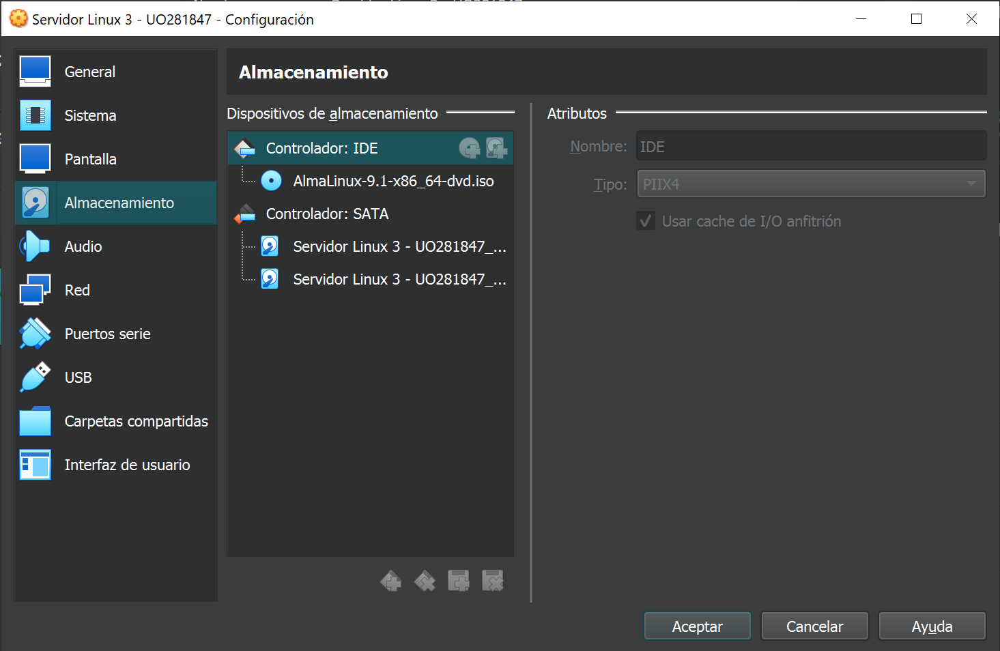 Servidor Linux 3 - UO281847 - Configuración
General
Sistema
Pantalla
Almacenamiento
Audio
Red
Puertos serie
USB
Carpetas compartidas
Interfaz de usuario
Almacenamiento
Dispositivos de almacenamiento
Controlador: IDE
AlmaLinux-9.1-x86_64-dvd.iso
Controlador: SATA
Servidor Linux 3 - UO281847_...
Servidor Linux 3 - UO281847_...
Atributos
Nombre: IDE
Tipo: PIIX4
Usar cache de I/O anfitrión
Aceptar
Cancelar
Ayuda